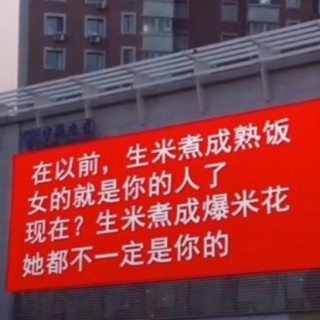 在以前，生米煮成熟饭
女的就是你的人了
现在？生米煮成爆米花
她都不一定是你的